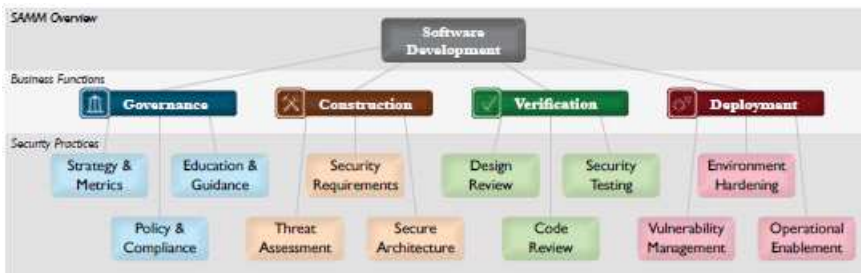 SAMM Overview
Software
Development
Business Functions
Governance
Construction
Verification
Deployment
Security Practices
Strategy &
Metrics
Education &
Guidance
Security
Requirements
Design
Review
Security
Testing
Environment
Hardening
Policy &
Compliance
Threat
Assessment
Secure
Architecture
Code
Review
Vulnerability
Management
Operational
Enablement